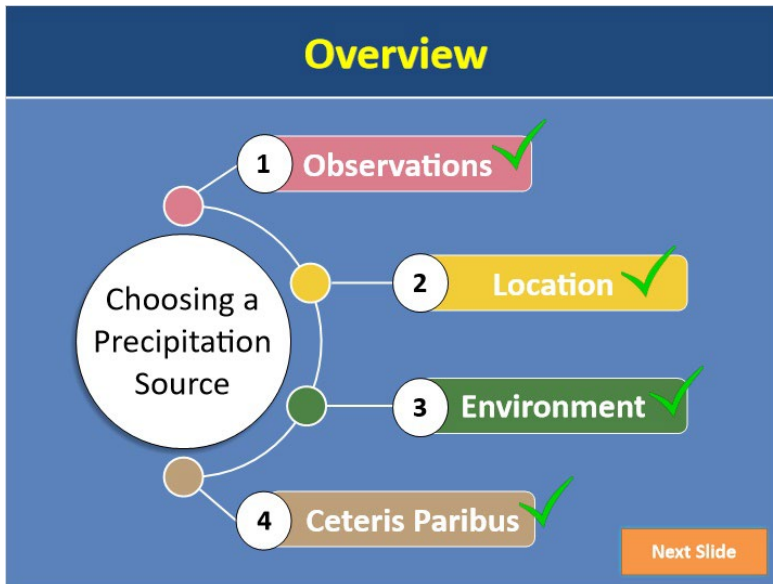 Overview
1 Observations
2 Location
Choosing a
Precipitation
Source
3 Environment
4 Ceteris Paribus
Next Slide